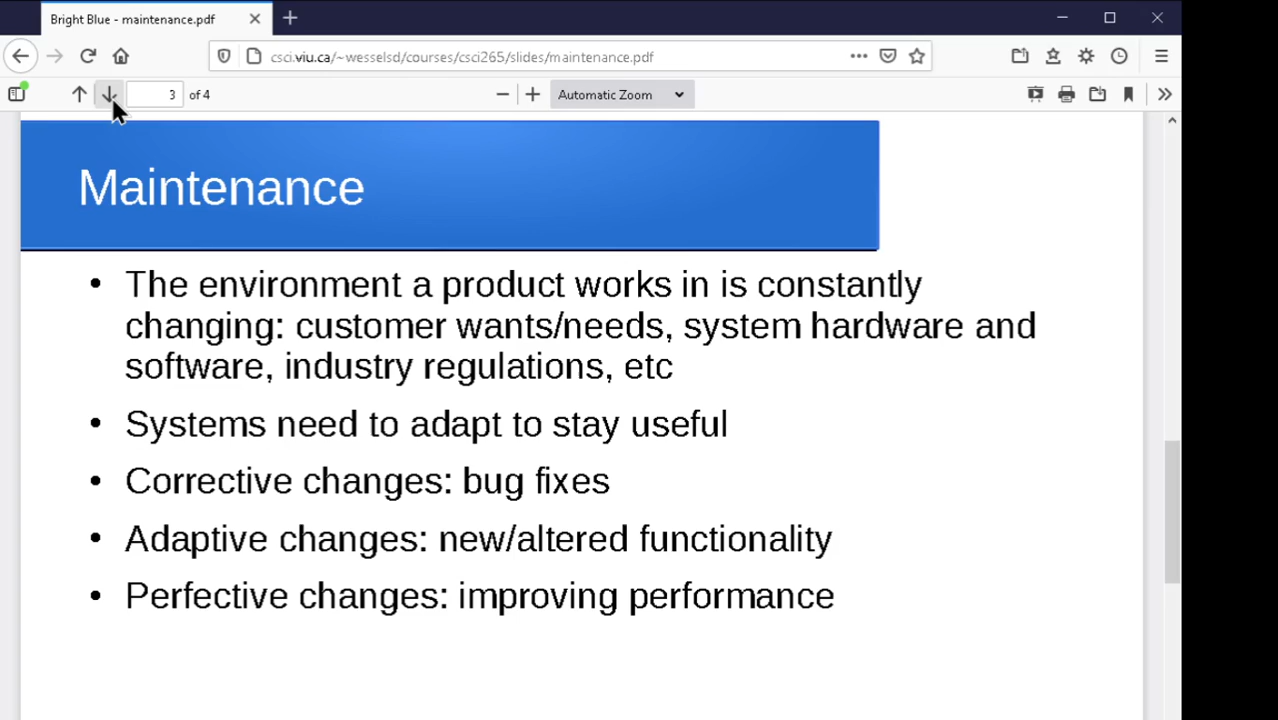 Bright Blue - maintenance.pdf
csci.viu.ca/~wesselsd/courses/csci265/slides/maintenance.pdf
3 of 4
Automatic Zoom
Maintenance
• The environment a product works in is constantly
changing: customer wants/needs, system hardware and
software, industry regulations, etc
• Systems need to adapt to stay useful
• Corrective changes: bug fixes
• Adaptive changes: new/altered functionality
• Perfective changes: improving performance